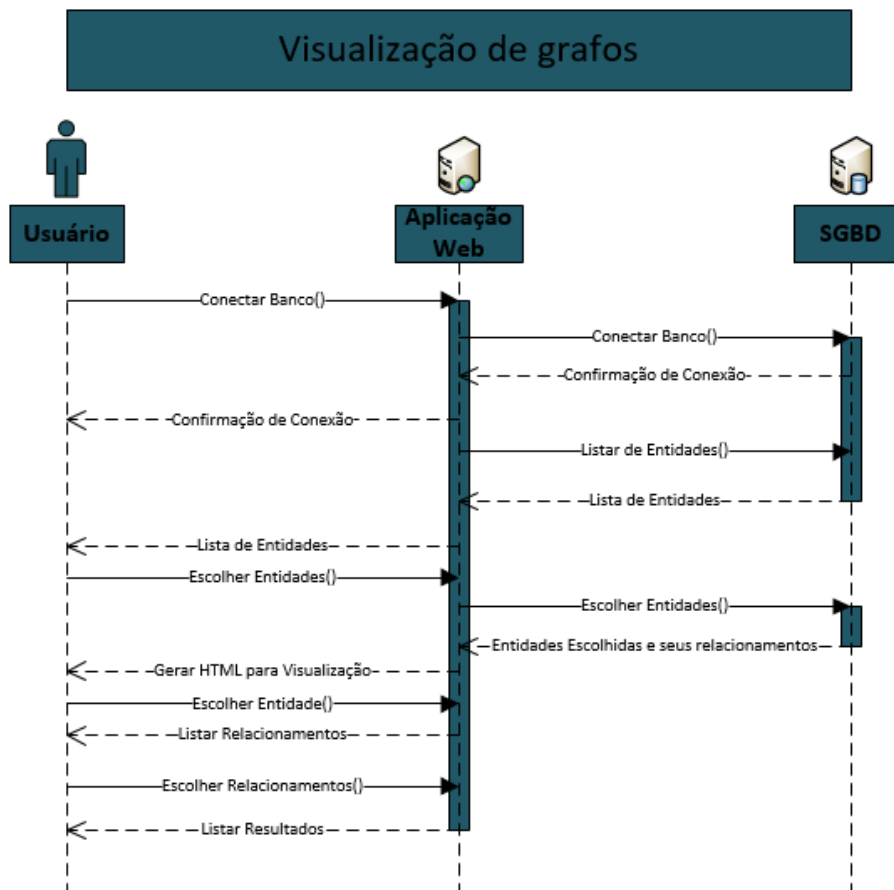 Visualização de grafos
Usuário
Aplicação
Web
SGBD
Conectar Banco()
Conectar Banco()
Confirmação de Conexão
Confirmação de Conexão
Listar de Entidades()
Lista de Entidades
Lista de Entidades
Escolher Entidades()
Escolher Entidades()
Entidades Escolhidas e seus relacionamentos
Gerar HTML para Visualização
Escolher Entidade()
Listar Relacionamentos
Escolher Relacionamentos()
Listar Resultados